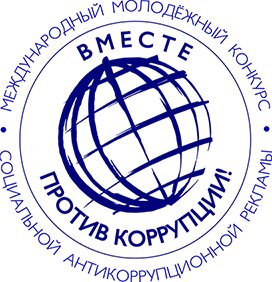 МЕЖДУНАРОДНЫЙ МОЛОДЁЖНЫЙ КОНКУРС
ВМЕСТЕ
ПРОТИВ КОРРУПЦИИ!
СОЦИАЛЬНОЙ АНТИКОРРУПЦИОННОЙ РЕКЛАМЫ